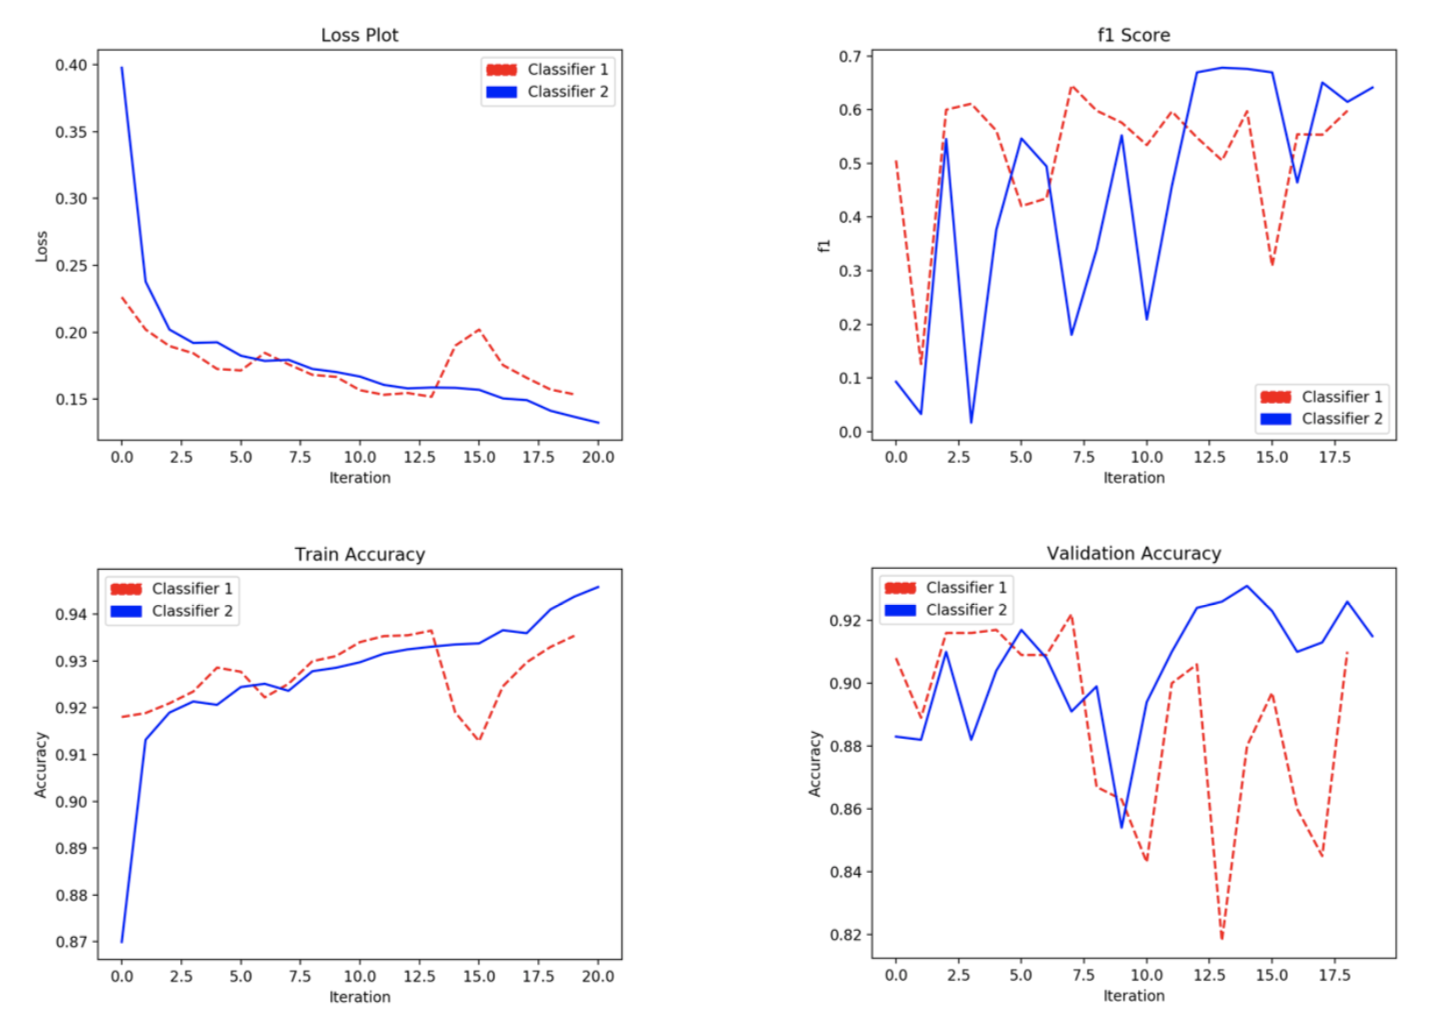 Loss Plot
0.40
0.35
0.30
0.25
0.20
0.15
Loss
Classifier 1
Classifier 2
0.0 2.5 5.0 7.5 10.0 12.5 15.0 17.5 20.0
Iteration
f1 Score
0.7
0.6
0.5
0.4
0.3
0.2
0.1
0.0
f1
Classifier 1
Classifier 2
0.0 2.5 5.0 7.5 10.0 12.5 15.0 17.5
Iteration
Train Accuracy
Classifier 1
Classifier 2
0.94
0.93
0.92
0.91
0.90
0.89
0.88
0.87
Accuracy
0.0 2.5 5.0 7.5 10.0 12.5 15.0 17.5 20.0
Iteration
Validation Accuracy
Classifier 1
Classifier 2
0.92
0.90
0.88
0.86
0.84
0.82
Accuracy
0.0 2.5 5.0 7.5 10.0 12.5 15.0 17.5
Iteration